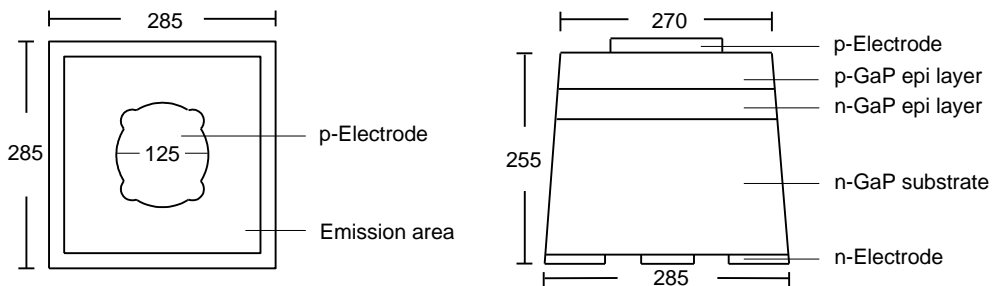 285
285
125
p-Electrode
Emission area
270
p-Electrode
p-GaP epi layer
n-GaP epi layer
255
n-GaP substrate
n-Electrode
285